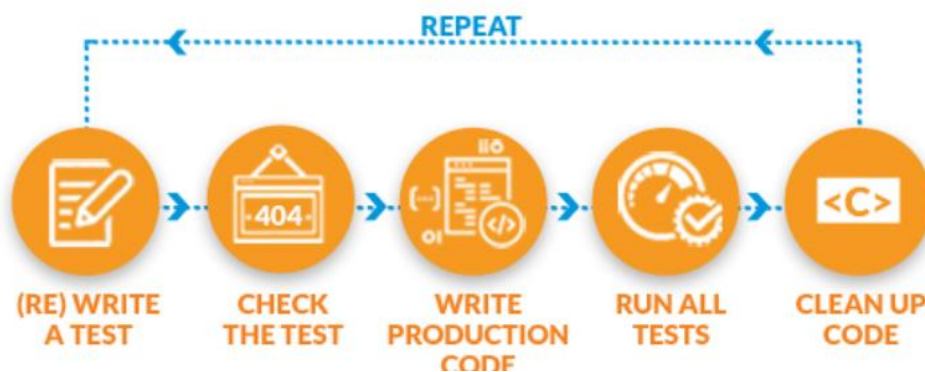 REPEAT
404
<C>
(RE) WRITE
A TEST
CHECK
THE TEST
WRITE
PRODUCTION
CODE
RUN ALL
TESTS
CLEAN UP
CODE